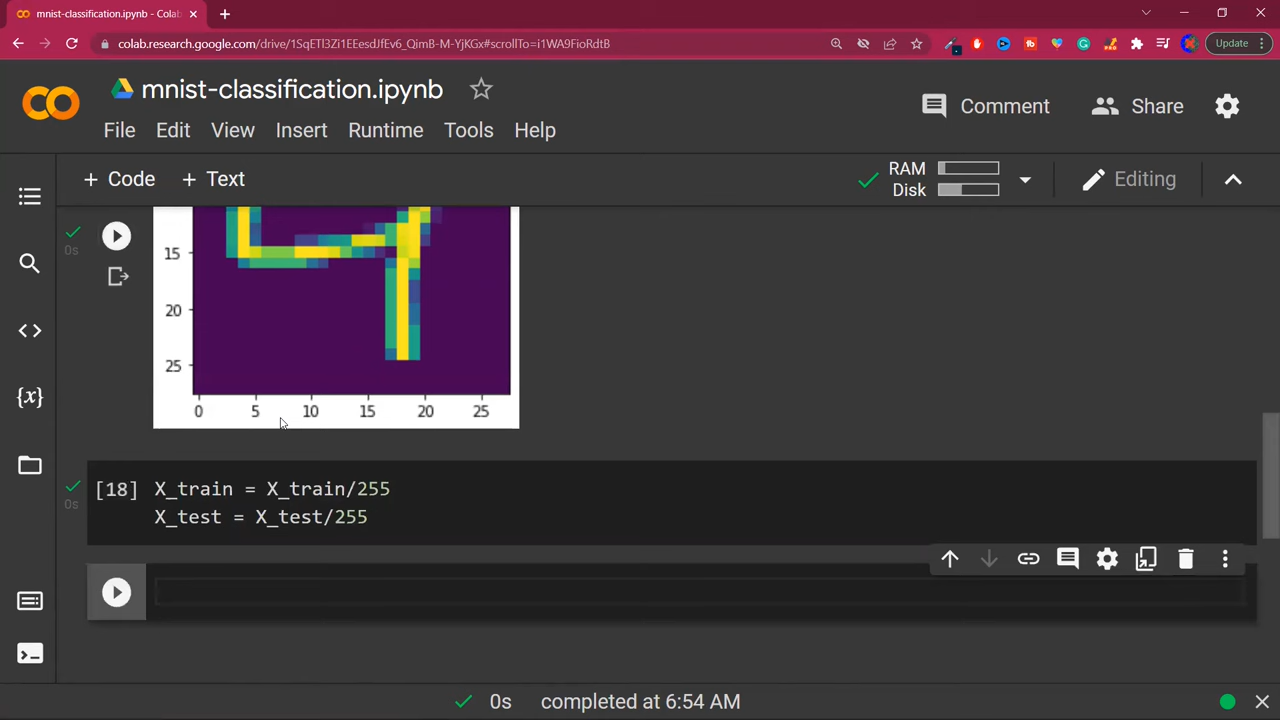 mnist-classification.ipynb - Colab
colab.research.google.com/drive/1SqETl3Zi1EEesdJfEv6_QimB-M-YjKGx#scrollTo=i1WA9FioRdtB
Update
CO
mnist-classification.ipynb
Comment
Share
File Edit View Insert Runtime Tools Help
+ Code + Text
RAM
Disk
Editing
0s
15
20
25
0 5 10 15 20 25
[18] X_train = X_train/255
0s
X_test = X_test/255
{x}
0s completed at 6:54 AM